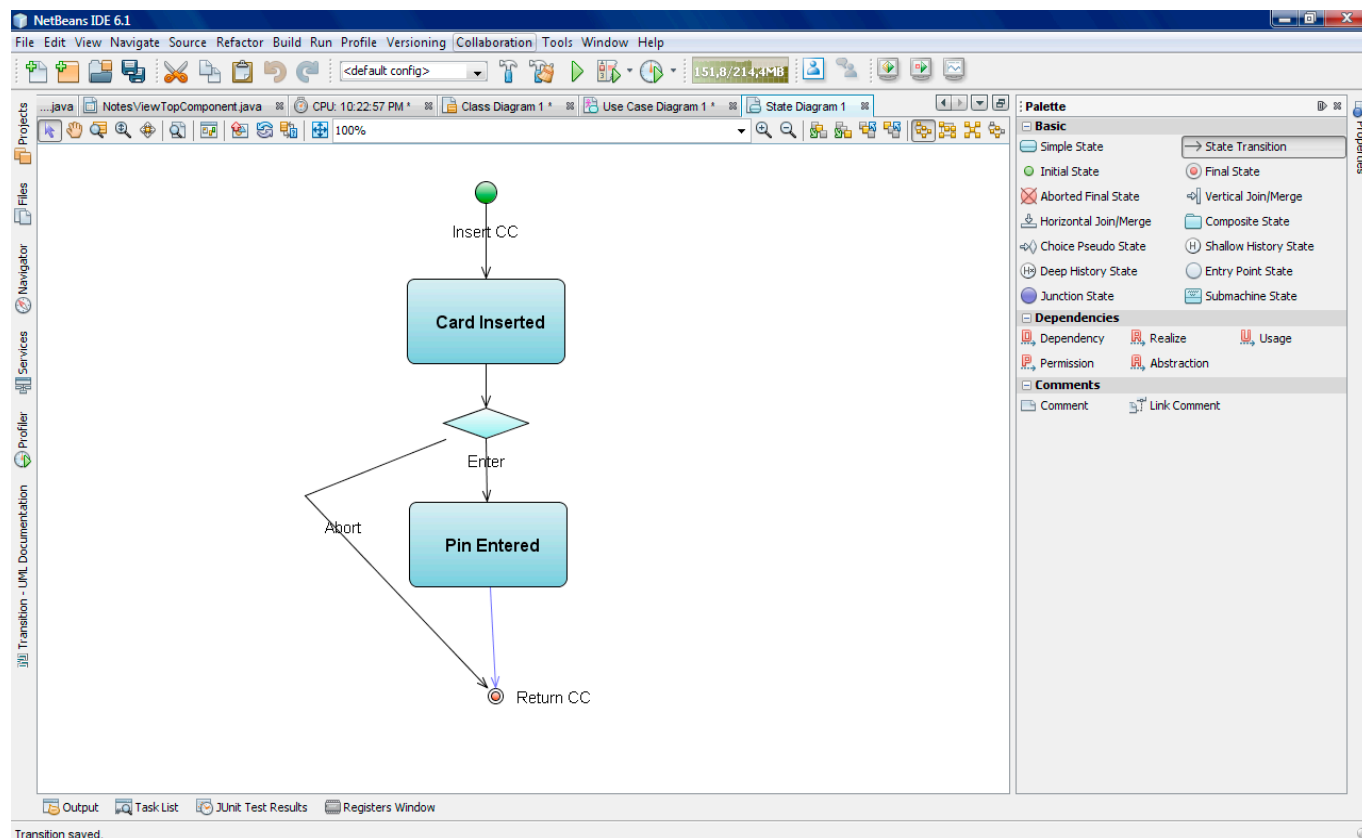 NetBeans IDE 6.1
File Edit View Navigate Source Refactor Build Run Profile Versioning Collaboration Tools Window Help
<default config>
151,8/214,4MB
....java NotesViewTopComponent.java CPU: 10:22:57 PM * Class Diagram 1 * Use Case Diagram 1 * State Diagram 1
100%
Projects
Files
Navigator
Services
Profiler
Transition - UML Documentation
Insert CC
Card Inserted
Enter
Abort
Pin Entered
Return CC
Palette
Basic
Simple State State Transition
Initial State Final State
Aborted Final State Vertical Join/Merge
Horizontal Join/Merge Composite State
Choice Pseudo State Shallow History State
Deep History State Entry Point State
Junction State Submachine State
Dependencies
Dependency Realize Usage
Permission Abstraction
Comments
Comment Link Comment
Properties
Output Task List JUnit Test Results Registers Window
Transition saved.